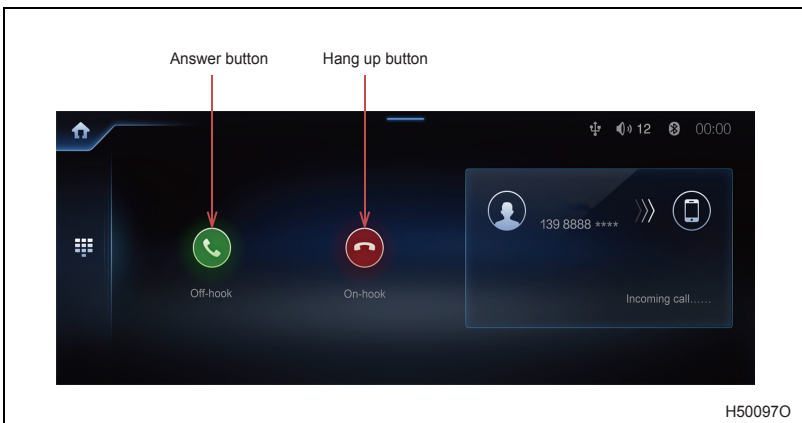 Answer button Hang up button
12 00:00
139 8888 ****
Off-hook On-hook
Incoming call......
H50097O